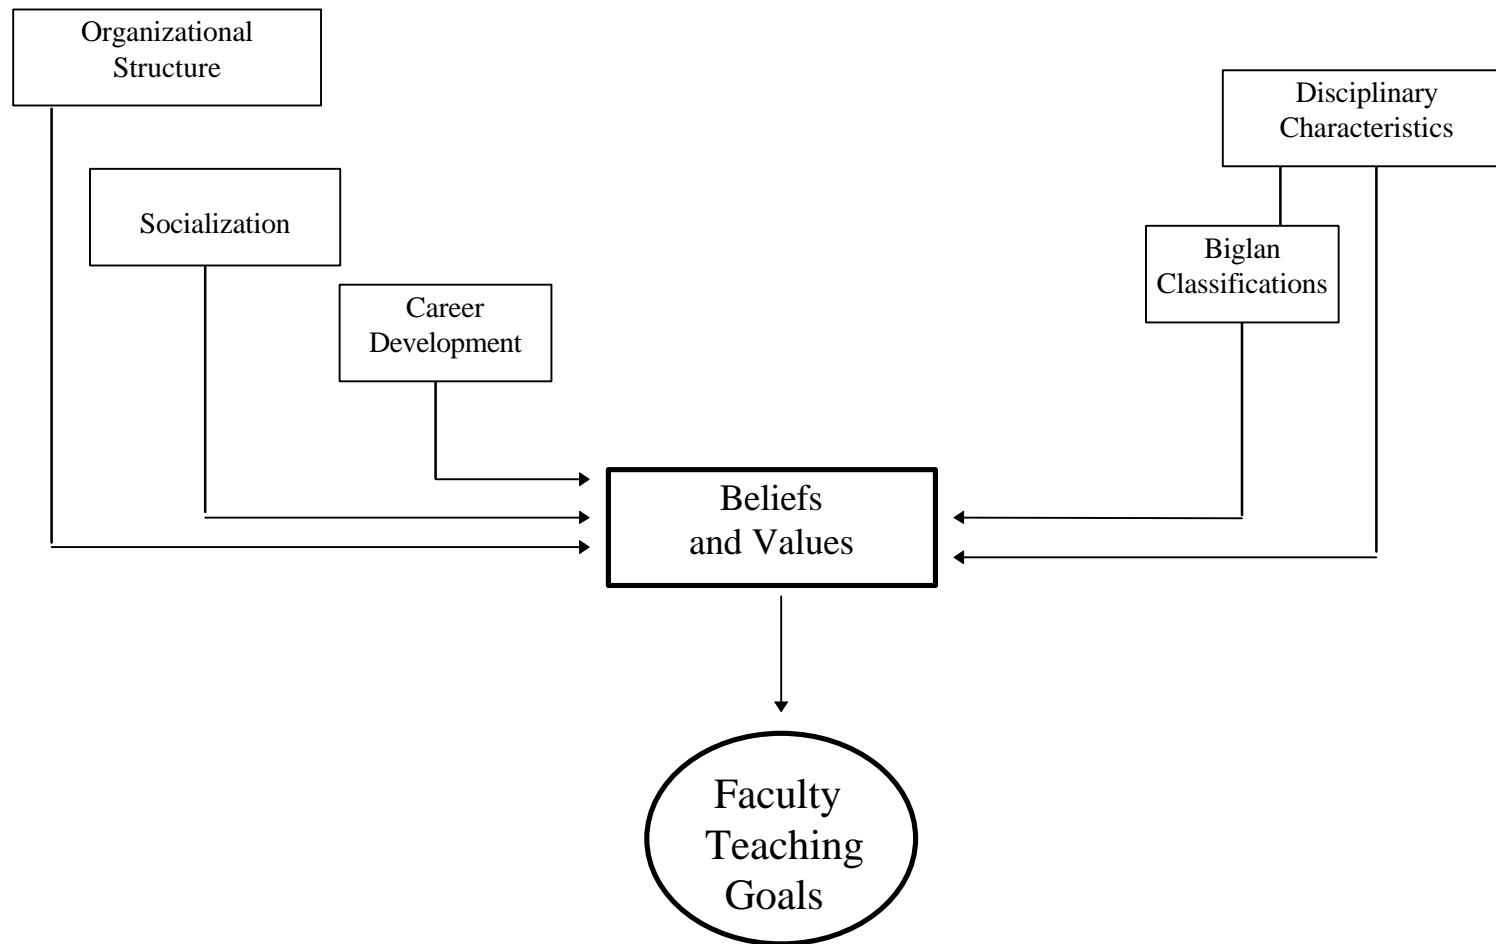 Organizational
Structure
Disciplinary
Characteristics
Socialization
Biglan
Classifications
Career
Development
Beliefs
and Values
Faculty
Teaching
Goals